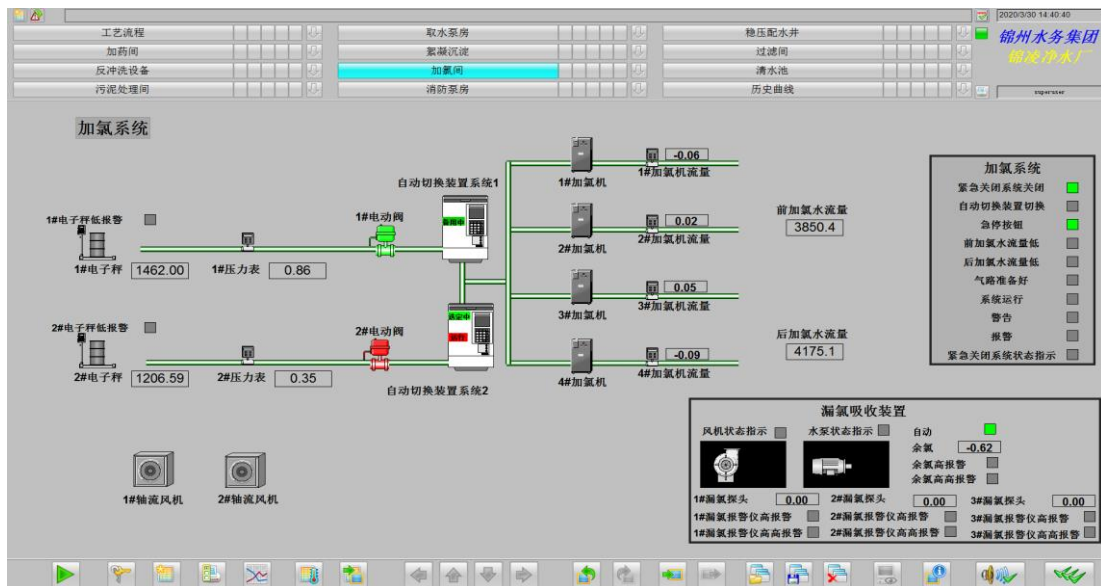 2020/3/30 14:40:40
工艺流程 取水泵房 稳压配水井
锦州水务集团
加药间 絮凝沉淀 过滤间
锦凌净水厂
反冲洗设备 加氯间 清水池
污泥处理间 消防泵房 历史曲线
superuser
加氯系统
1#电子秤低报警
1#电子秤 1462.00
1#压力表 0.86
1#电动阀
自动切换装置系统1
备用中
2#电子秤低报警
2#电子秤 1206.59
2#压力表 0.35
2#电动阀
自动切换装置系统2
1#加氯机
-0.06
1#加氯机流量
2#加氯机
0.02
2#加氯机流量
3#加氯机
0.05
3#加氯机流量
4#加氯机
-0.09
4#加氯机流量
前加氯水流量
3850.4
后加氯水流量
4175.1
加氯系统
紧急关闭系统关闭
自动切换装置切换
急停按钮
前加氯水流量低
后加氯水流量低
气路准备好
系统运行
警告
报警
紧急关闭系统状态指示
1#轴流风机
2#轴流风机
漏氯吸收装置
风机状态指示 水泵状态指示 自动
余氯 -0.62
余氯高报警
余氯高高报警
1#漏氯探头 0.00 2#漏氯探头 0.00 3#漏氯探头 0.00
1#漏氯报警仪高报警 2#漏氯报警仪高报警 3#漏氯报警仪高报警
1#漏氯报警仪高高报警 2#漏氯报警仪高高报警 3#漏氯报警仪高高报警